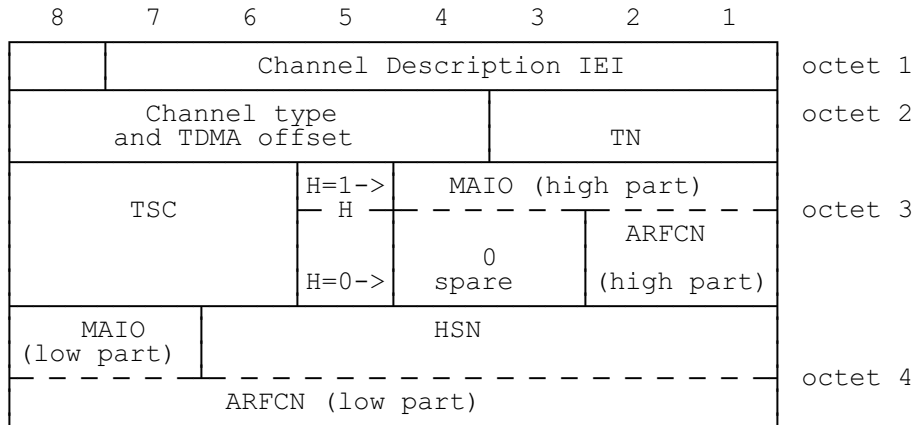 8 7 6 5 4 3 2 1
Channel Description IEI octet 1
Channel type octet 2
and TDMA offset TN
H=1-> MAIO (high part)
TSC H octet 3
ARFCN
0
H=0-> spare (high part)
MAIO HSN
(low part)
octet 4
ARFCN (low part)